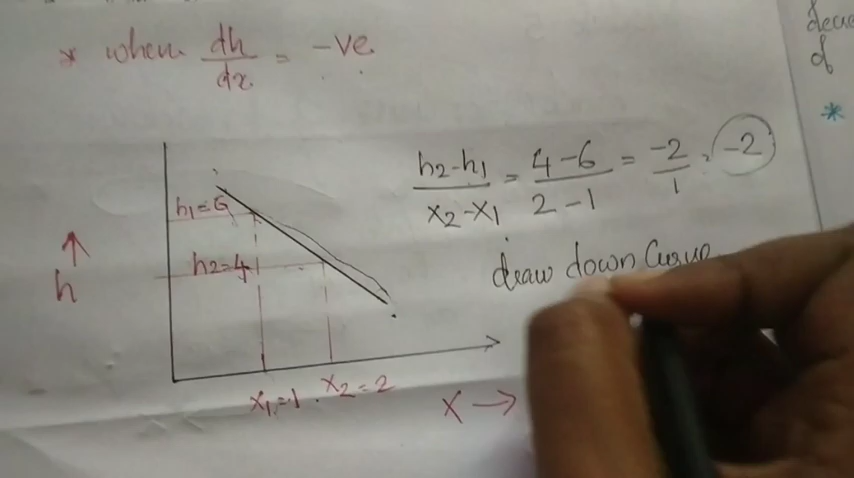 * when dh/dx = -ve
h₂-h₁/x₂-x₁ = 4-6/2-1 = -2/1 = -2
h₁=6
h₂=4
h
draw down Curve
x₁=1 x₂=2
X →
of
*